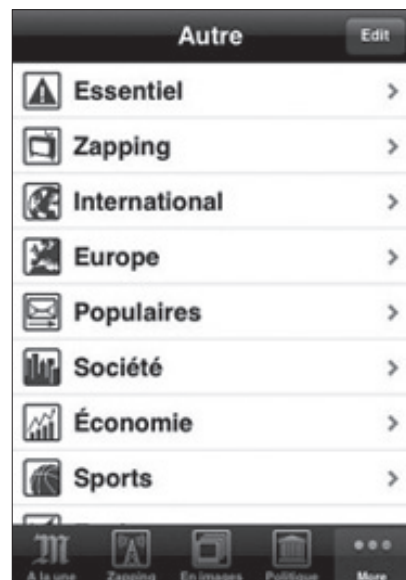 Autre
Edit
Essentiel
Zapping
International
Europe
Populaires
Société
Économie
Sports
A la une
Zapping
En images
Politique
More